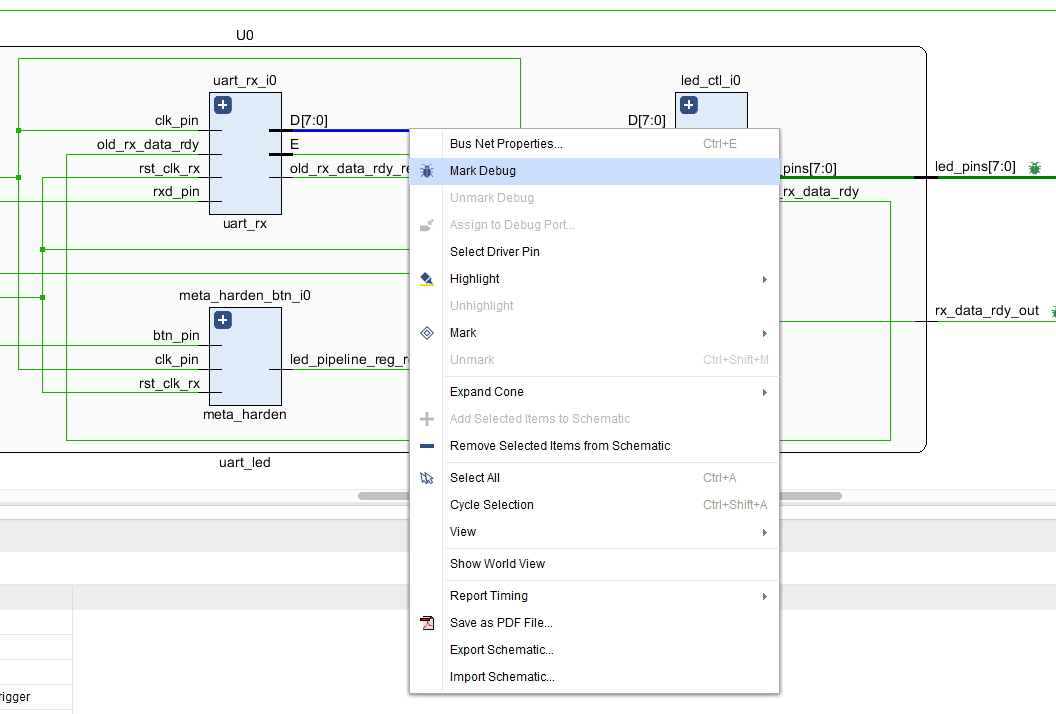 U0
uart_rx_i0
led_ctl_i0
clk_pin
D[7:0]
D[7:0]
old_rx_data_rdy
E
rst_clk_rx
old_rx_data_rdy_re
rxd_pin
uart_rx
pins[7:0]
led_pins[7:0]
rx_data_rdy
meta_harden_btn_i0
btn_pin
clk_pin
led_pipeline_reg_r
rst_clk_rx
meta_harden
rx_data_rdy_out
uart_led
rigger
Bus Net Properties... Ctrl+E
Mark Debug
Unmark Debug
Assign to Debug Port...
Select Driver Pin
Highlight
Unhighlight
Mark
Unmark Ctrl+Shift+M
Expand Cone
Add Selected Items to Schematic
Remove Selected Items from Schematic
Select All Ctrl+A
Cycle Selection Ctrl+Shift+A
View
Show World View
Report Timing
Save as PDF File...
Export Schematic...
Import Schematic...